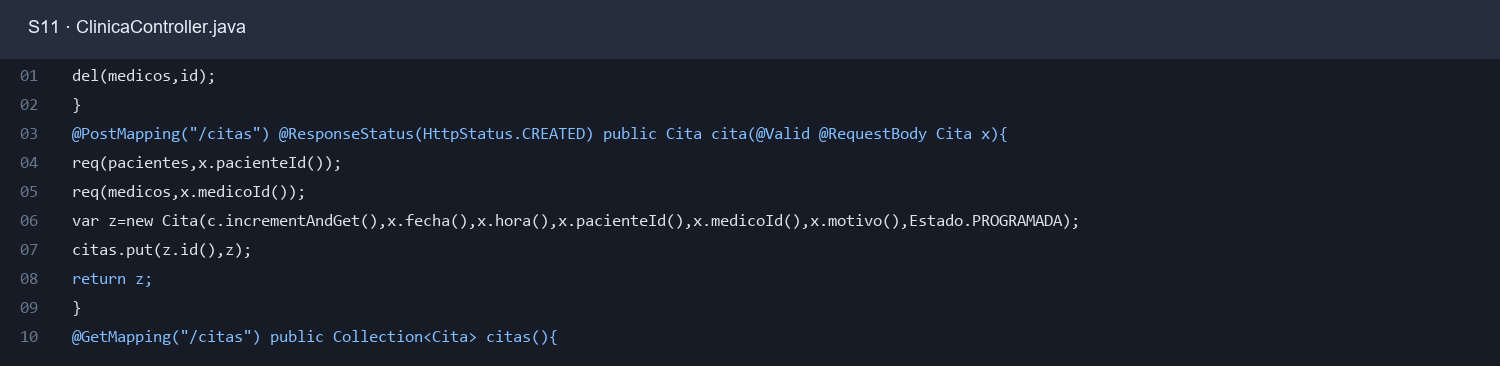 S11 · ClinicaController.java
01 del(medicos,id);
02 }
03 @PostMapping("/citas") @ResponseStatus(HttpStatus.CREATED) public Cita cita(@Valid @RequestBody Cita x){
04 req(pacientes,x.pacienteId());
05 req(medicos,x.medicoId());
06 var z=new Cita(c.incrementAndGet(),x.fecha(),x.hora(),x.pacienteId(),x.medicoId(),x.motivo(),Estado.PROGRAMADA);
07 citas.put(z.id(),z);
08 return z;
09 }
10 @GetMapping("/citas") public Collection<Cita> citas(){